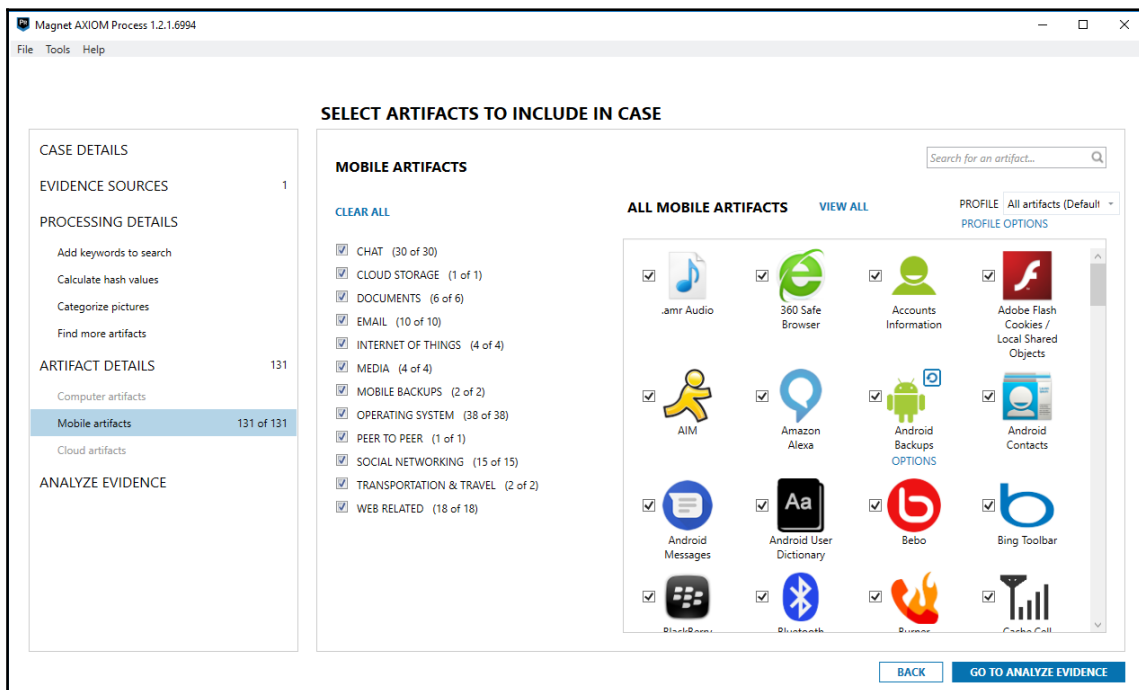 Magnet AXIOM Process 1.2.1.6994
File Tools Help
SELECT ARTIFACTS TO INCLUDE IN CASE
CASE DETAILS
EVIDENCE SOURCES 1
PROCESSING DETAILS
Add keywords to search
Calculate hash values
Categorize pictures
Find more artifacts
ARTIFACT DETAILS 131
Computer artifacts
Mobile artifacts 131 of 131
Cloud artifacts
ANALYZE EVIDENCE
MOBILE ARTIFACTS
Search for an artifact...
CLEAR ALL
CHAT (30 of 30)
CLOUD STORAGE (1 of 1)
DOCUMENTS (6 of 6)
EMAIL (10 of 10)
INTERNET OF THINGS (4 of 4)
MEDIA (4 of 4)
MOBILE BACKUPS (2 of 2)
OPERATING SYSTEM (38 of 38)
PEER TO PEER (1 of 1)
SOCIAL NETWORKING (15 of 15)
TRANSPORTATION & TRAVEL (2 of 2)
WEB RELATED (18 of 18)
ALL MOBILE ARTIFACTS VIEW ALL
PROFILE All artifacts (Default
PROFILE OPTIONS
.amr Audio
360 Safe
Browser
Accounts
Information
Adobe Flash
Cookies /
Local Shared
Objects
AIM
Amazon
Alexa
Android
Backups
OPTIONS
Android
Contacts
Android
Messages
Aa
Android User
Dictionary
Bebo
Bing Toolbar
BlackBerry
Bluetooth
Burner
Cache Cell
BACK
GO TO ANALYZE EVIDENCE